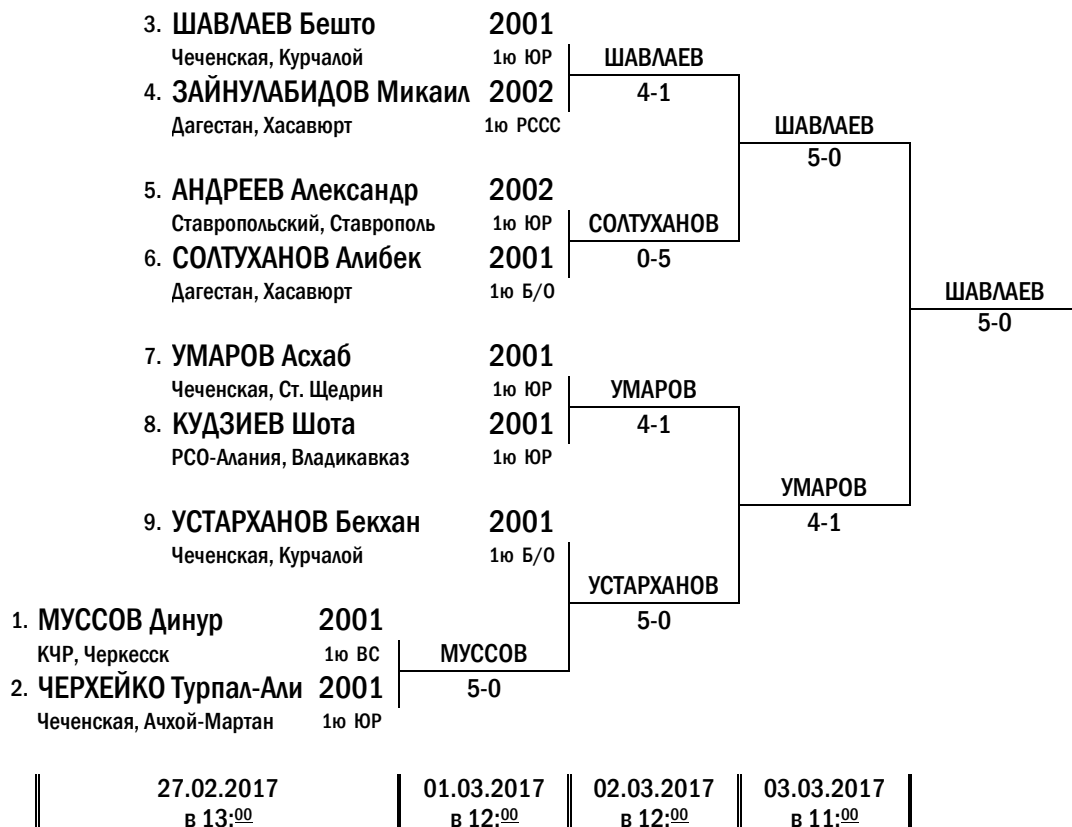 3. ШАВЛАЕВ Бешто 2001
Чеченская, Курчалой 1ю ЮР
ШАВЛАЕВ
4. ЗАЙНУЛАБИДОВ Микаил 2002
4-1
Дагестан, Хасавюрт 1ю РССС
ШАВЛАЕВ
5-0
5. АНДРЕЕВ Александр 2002
Ставропольский, Ставрополь 1ю ЮР
СОЛТУХАНОВ
6. СОЛТУХАНОВ Алибек 2001
0-5
Дагестан, Хасавюрт 1ю Б/О
ШАВЛАЕВ
5-0
7. УМАРОВ Асхаб 2001
Чеченская, Ст. Щедрин 1ю ЮР
УМАРОВ
8. КУДЗИЕВ Шота 2001
4-1
РСО-Алания, Владикавказ 1ю ЮР
УМАРОВ
4-1
9. УСТАРХАНОВ Бекхан 2001
Чеченская, Курчалой 1ю Б/О
УСТАРХАНОВ
5-0
1. МУССОВ Динур 2001
КЧР, Черкесск 1ю ВС
МУССОВ
2. ЧЕРХЕЙКО Турпал-Али 2001
5-0
Чеченская, Ачхой-Мартан 1ю ЮР
27.02.2017 01.03.2017 02.03.2017 03.03.2017
в 13:00 в 12:00 в 12:00 в 11:00